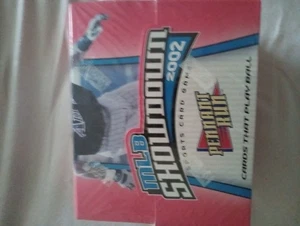 MLB
SHOWDOWN
2002
SPORTS CARD GAME
PENNANT
RUN
CARDS THAT PLAY BALL